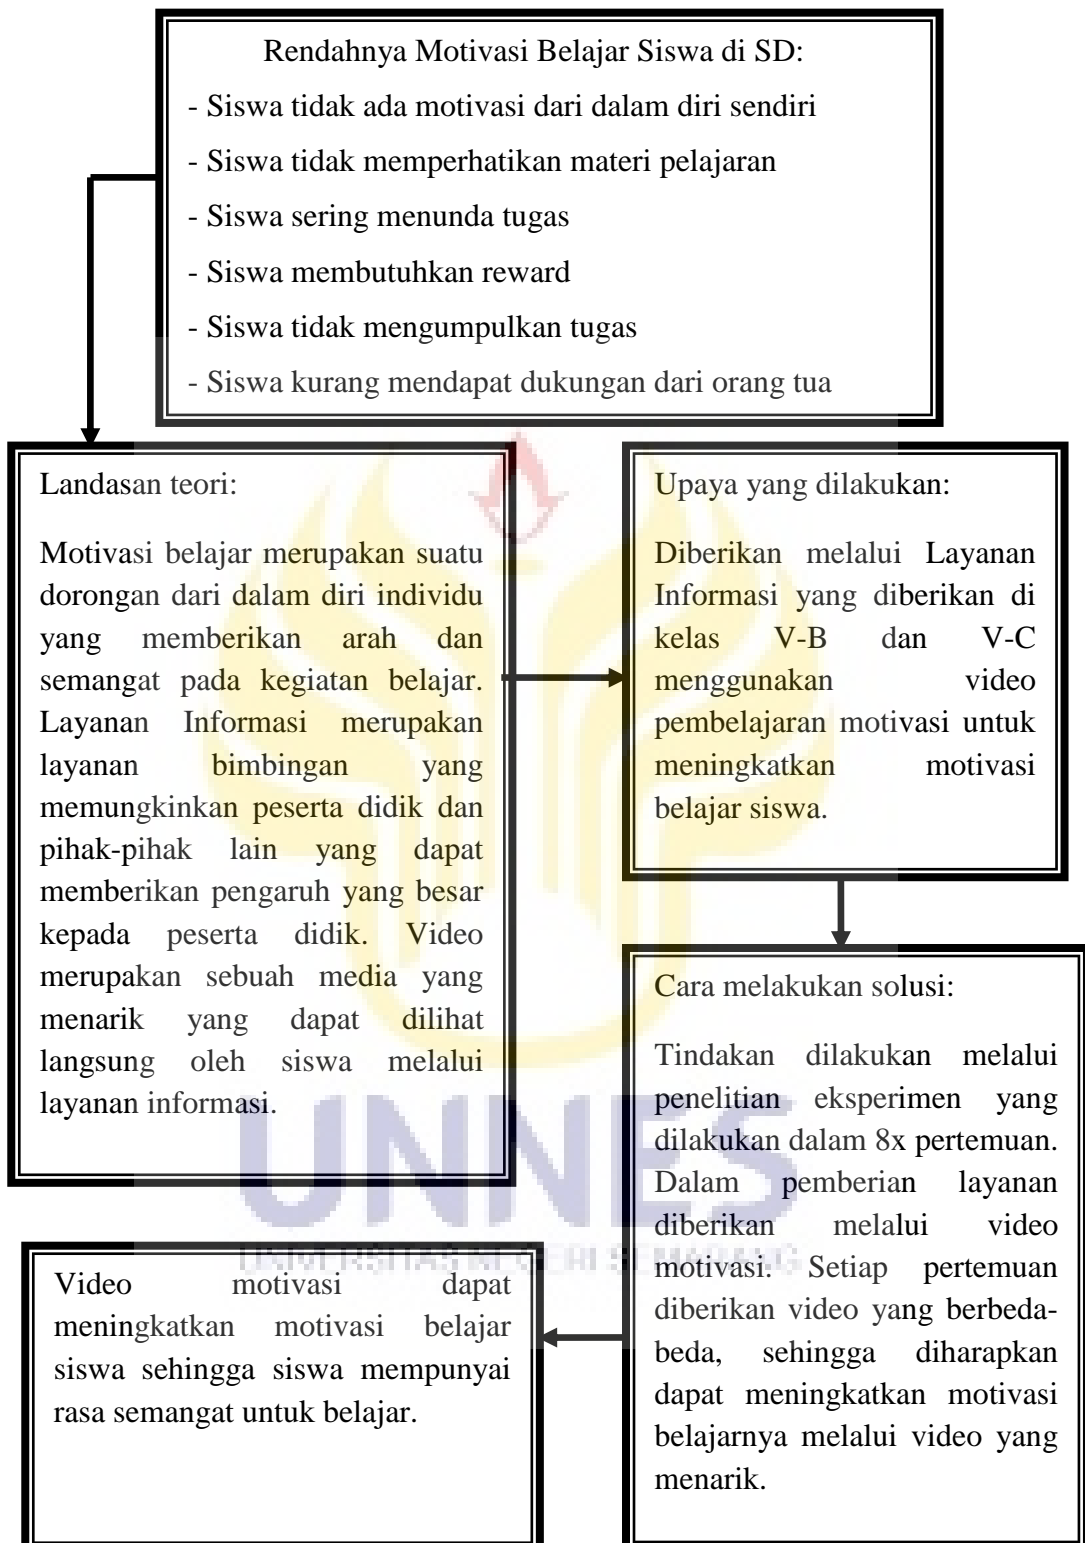 Rendahnya Motivasi Belajar Siswa di SD:
- Siswa tidak ada motivasi dari dalam diri sendiri
- Siswa tidak memperhatikan materi pelajaran
- Siswa sering menunda tugas
- Siswa membutuhkan reward
- Siswa tidak mengumpulkan tugas
- Siswa kurang mendapat dukungan dari orang tua
Landasan teori:
Motivasi belajar merupakan suatu
dorongan dari dalam diri individu
yang memberikan arah dan
semangat pada kegiatan belajar.
Layanan Informasi merupakan
layanan bimbingan yang
memungkinkan peserta didik dan
pihak-pihak lain yang dapat
memberikan pengaruh yang besar
kepada peserta didik. Video
merupakan sebuah media yang
menarik yang dapat dilihat
langsung oleh siswa melalui
layanan informasi.
Upaya yang dilakukan:
Diberikan melalui Layanan
Informasi yang diberikan di
kelas V-B dan V-C
menggunakan video
pembelajaran motivasi untuk
meningkatkan motivasi
belajar siswa.
Cara melakukan solusi:
Tindakan dilakukan melalui
penelitian eksperimen yang
dilakukan dalam 8x pertemuan.
Dalam pemberian layanan
diberikan melalui video
motivasi. Setiap pertemuan
diberikan video yang berbeda-
beda, sehingga diharapkan
dapat meningkatkan motivasi
belajarnya melalui video yang
menarik.
Video motivasi dapat
meningkatkan motivasi belajar
siswa sehingga siswa mempunyai
rasa semangat untuk belajar.
UNNES
UNIVERSITAS NEGERI SEMARANG